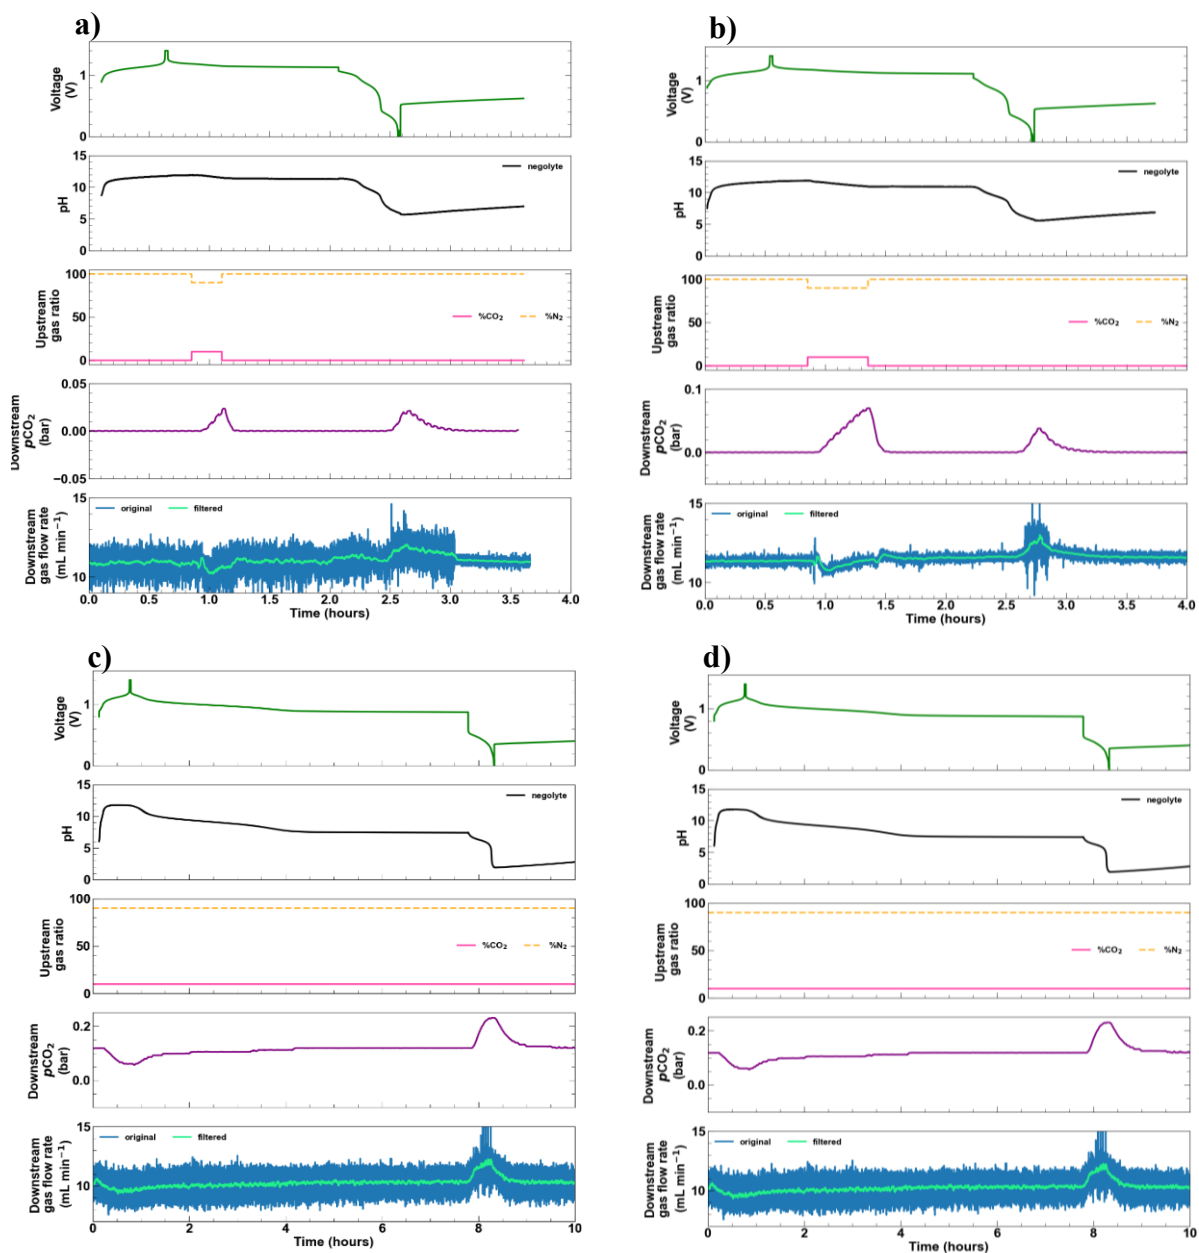 a)
Voltage
(V)
1
0
pH
15
10
5
0
negolyte
Upstream
gas ratio
100
50
0
%CO₂ %N₂
Downstream
pCO₂
(bar)
0.05
0.00
−0.05
Downstream
gas flow rate
(mL min⁻¹)
15
10
original filtered
0.0 0.5 1.0 1.5 2.0 2.5 3.0 3.5 4.0
Time (hours)
b)
Voltage
(V)
1
0
pH
15
10
5
0
negolyte
Upstream
gas ratio
100
50
0
%CO₂ %N₂
Downstream
pCO₂
(bar)
0.1
0.0
Downstream
gas flow rate
(mL min⁻¹)
15
10
original filtered
0.0 0.5 1.0 1.5 2.0 2.5 3.0 3.5 4.0
Time (hours)
c)
Voltage
(V)
1
0
pH
15
10
5
0
negolyte
Upstream
gas ratio
100
50
0
%CO₂ %N₂
Downstream
pCO₂
(bar)
0.2
0.0
Downstream
gas flow rate
(mL min⁻¹)
15
10
original filtered
0 2 4 6 8 10
Time (hours)
d)
Voltage
(V)
1
0
pH
15
10
5
0
negolyte
Upstream
gas ratio
100
50
0
%CO₂ %N₂
Downstream
pCO₂
(bar)
0.2
0.0
Downstream
gas flow rate
(mL min⁻¹)
15
10
original filtered
0 2 4 6 8 10
Time (hours)